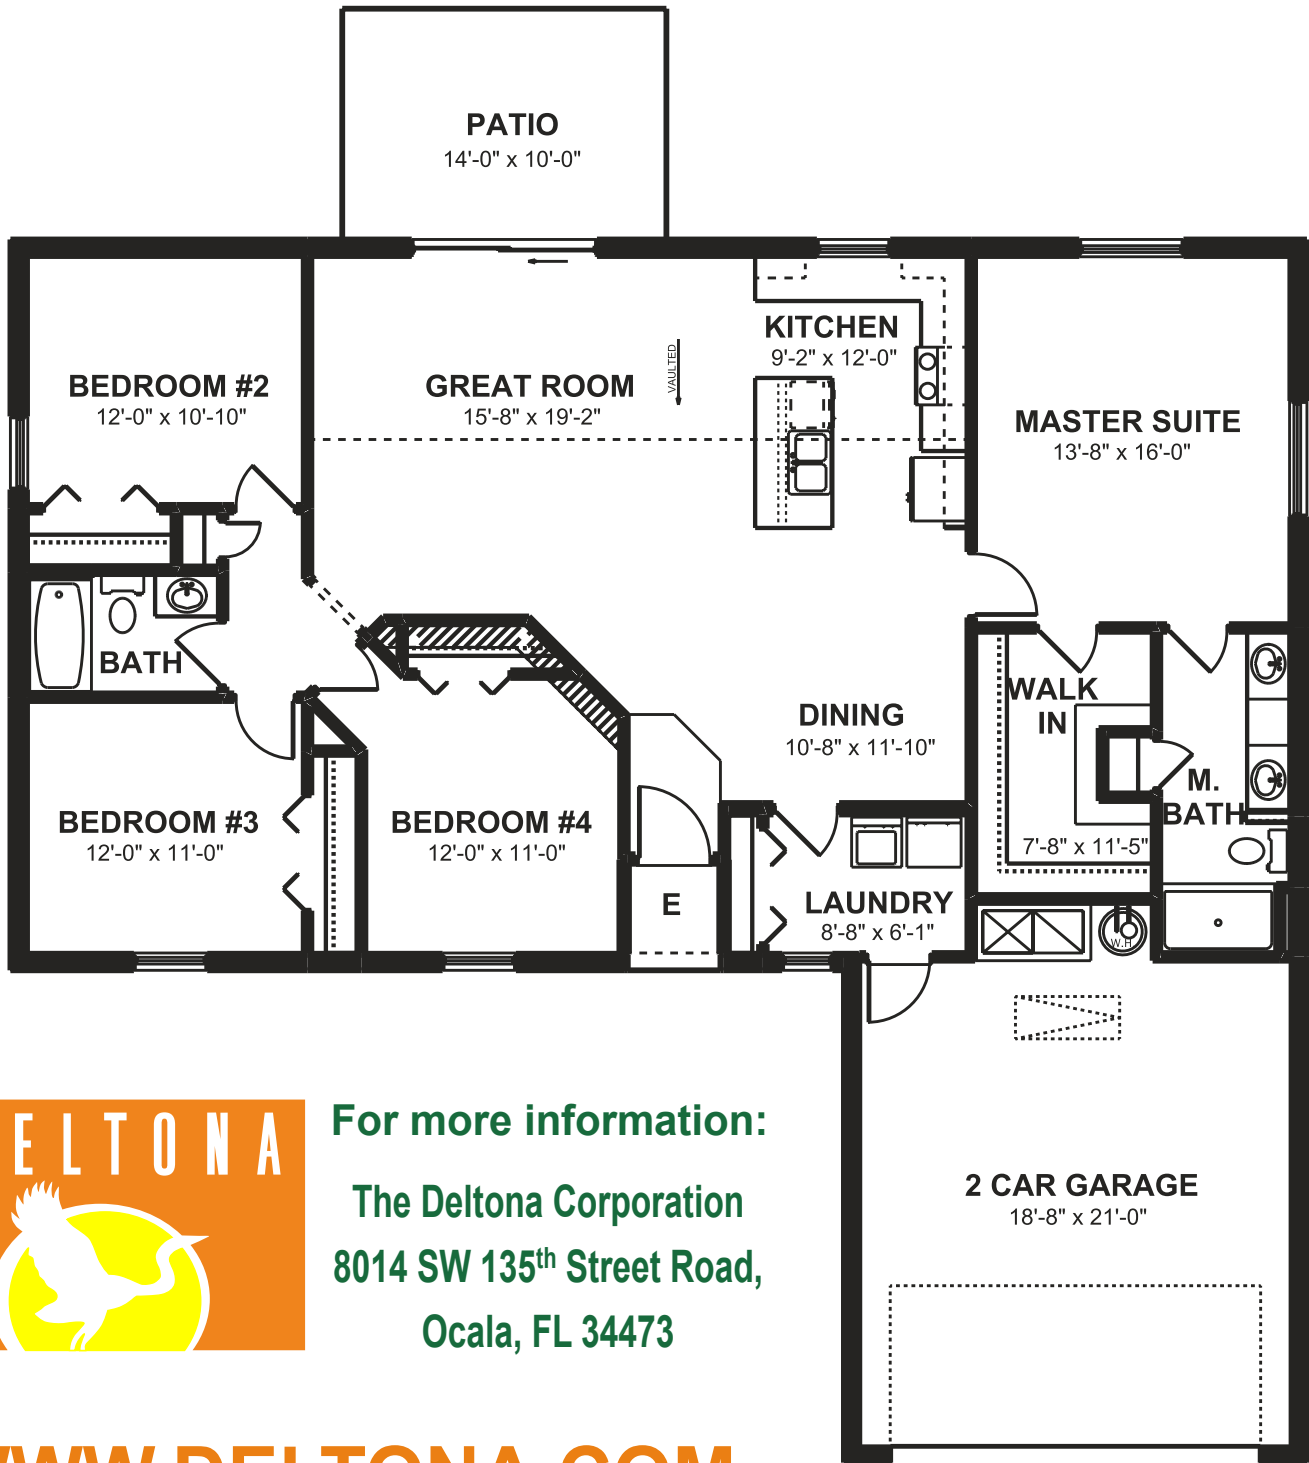 PATIO
14'-0" x 10'-0"
KITCHEN
9'-2" x 12'-0"
VAULTED
BEDROOM #2
12'-0" x 10'-10"
GREAT ROOM
15'-8" x 19'-2"
MASTER SUITE
13'-8" x 16'-0"
BATH
WALK
IN
DINING
10'-8" x 11'-10"
M.
BATH
7'-8" x 11'-5"
BEDROOM #3
12'-0" x 11'-0"
BEDROOM #4
12'-0" x 11'-0"
E
LAUNDRY
8'-8" x 6'-1"
W.H
2 CAR GARAGE
18'-8" x 21'-0"
ELTONA
For more information:
The Deltona Corporation
8014 SW 135th Street Road,
Ocala, FL 34473
WWW.DELTONA.COM